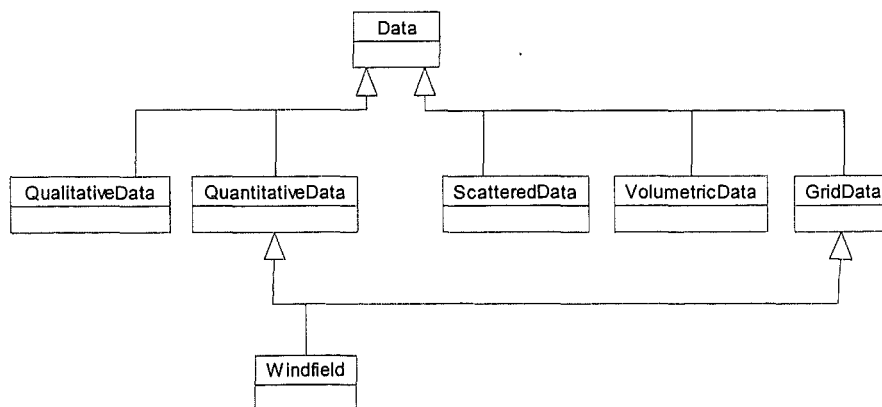 Data
QualitativeData
QuantitativeData
ScatteredData
VolumetricData
GridData
Windfield